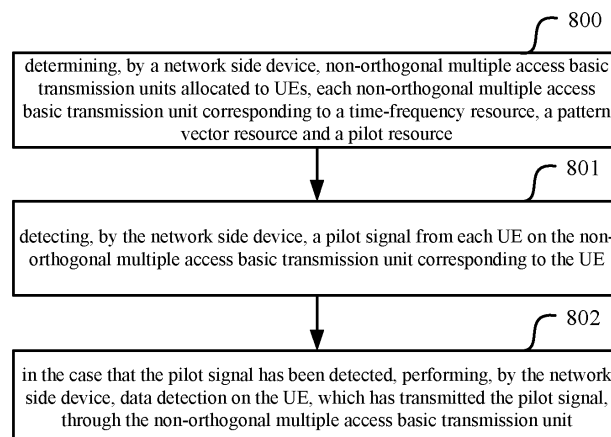 800
determining, by a network side device, non-orthogonal multiple access basic
transmission units allocated to UEs, each non-orthogonal multiple access
basic transmission unit corresponding to a time-frequency resource, a pattern
vector resource and a pilot resource
801
detecting, by the network side device, a pilot signal from each UE on the non-
orthogonal multiple access basic transmission unit corresponding to the UE
802
in the case that the pilot signal has been detected, performing, by the network
side device, data detection on the UE, which has transmitted the pilot signal,
through the non-orthogonal multiple access basic transmission unit